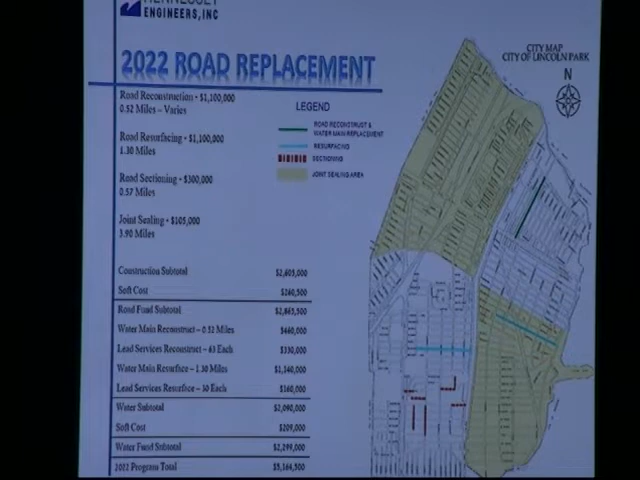 HENNESSEY
ENGINEERS, INC
2022 ROAD REPLACEMENT
Road Reconstruction - $1,100,000
0.52 Miles – Varies
Road Resurfacing - $1,100,000
1.30 Miles
Road Sectioning - $300,000
0.57 Miles
Joint Sealing - $105,000
3.90 Miles
LEGEND
ROAD RECONSTRUCT &
WATER MAIN REPLACEMENT
RESURFACING
SECTIONING
JOINT SEALING AREA
CITY MAP
CITY OF LINCOLN PARK
N
Construction Subtotal $2,605,000
Soft Cost $260,500
Road Fund Subtotal $2,865,500
Water Main Reconstruct – 0.52 Miles $460,000
Lead Services Reconstruct – 63 Each $330,000
Water Main Resurface – 1.30 Miles $1,140,000
Lead Services Resurface – 30 Each $160,000
Water Subtotal $2,090,000
Soft Cost $209,000
Water Fund Subtotal $2,299,000
2022 Program Total $5,164,500